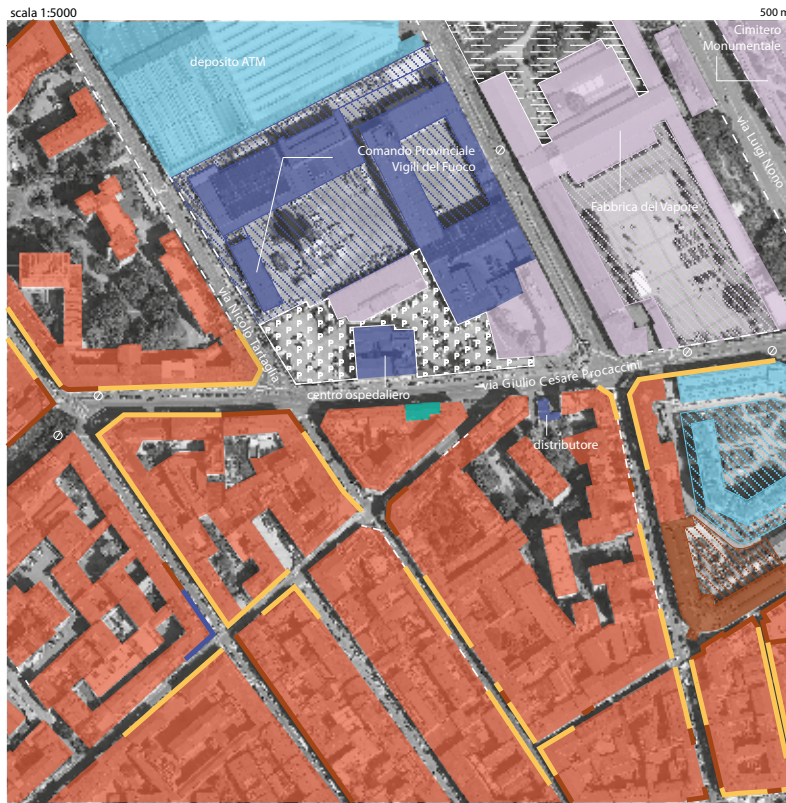 scala 1:5000
500 m
Cimitero
Monumentale
deposito ATM
via Luigi Nono
Comando Provinciale
Vigili del Fuoco
Fabbrica del Vapore
via Nicolò Tartaglia
via Giulio Cesare Procaccini
centro ospedaliero
distributore